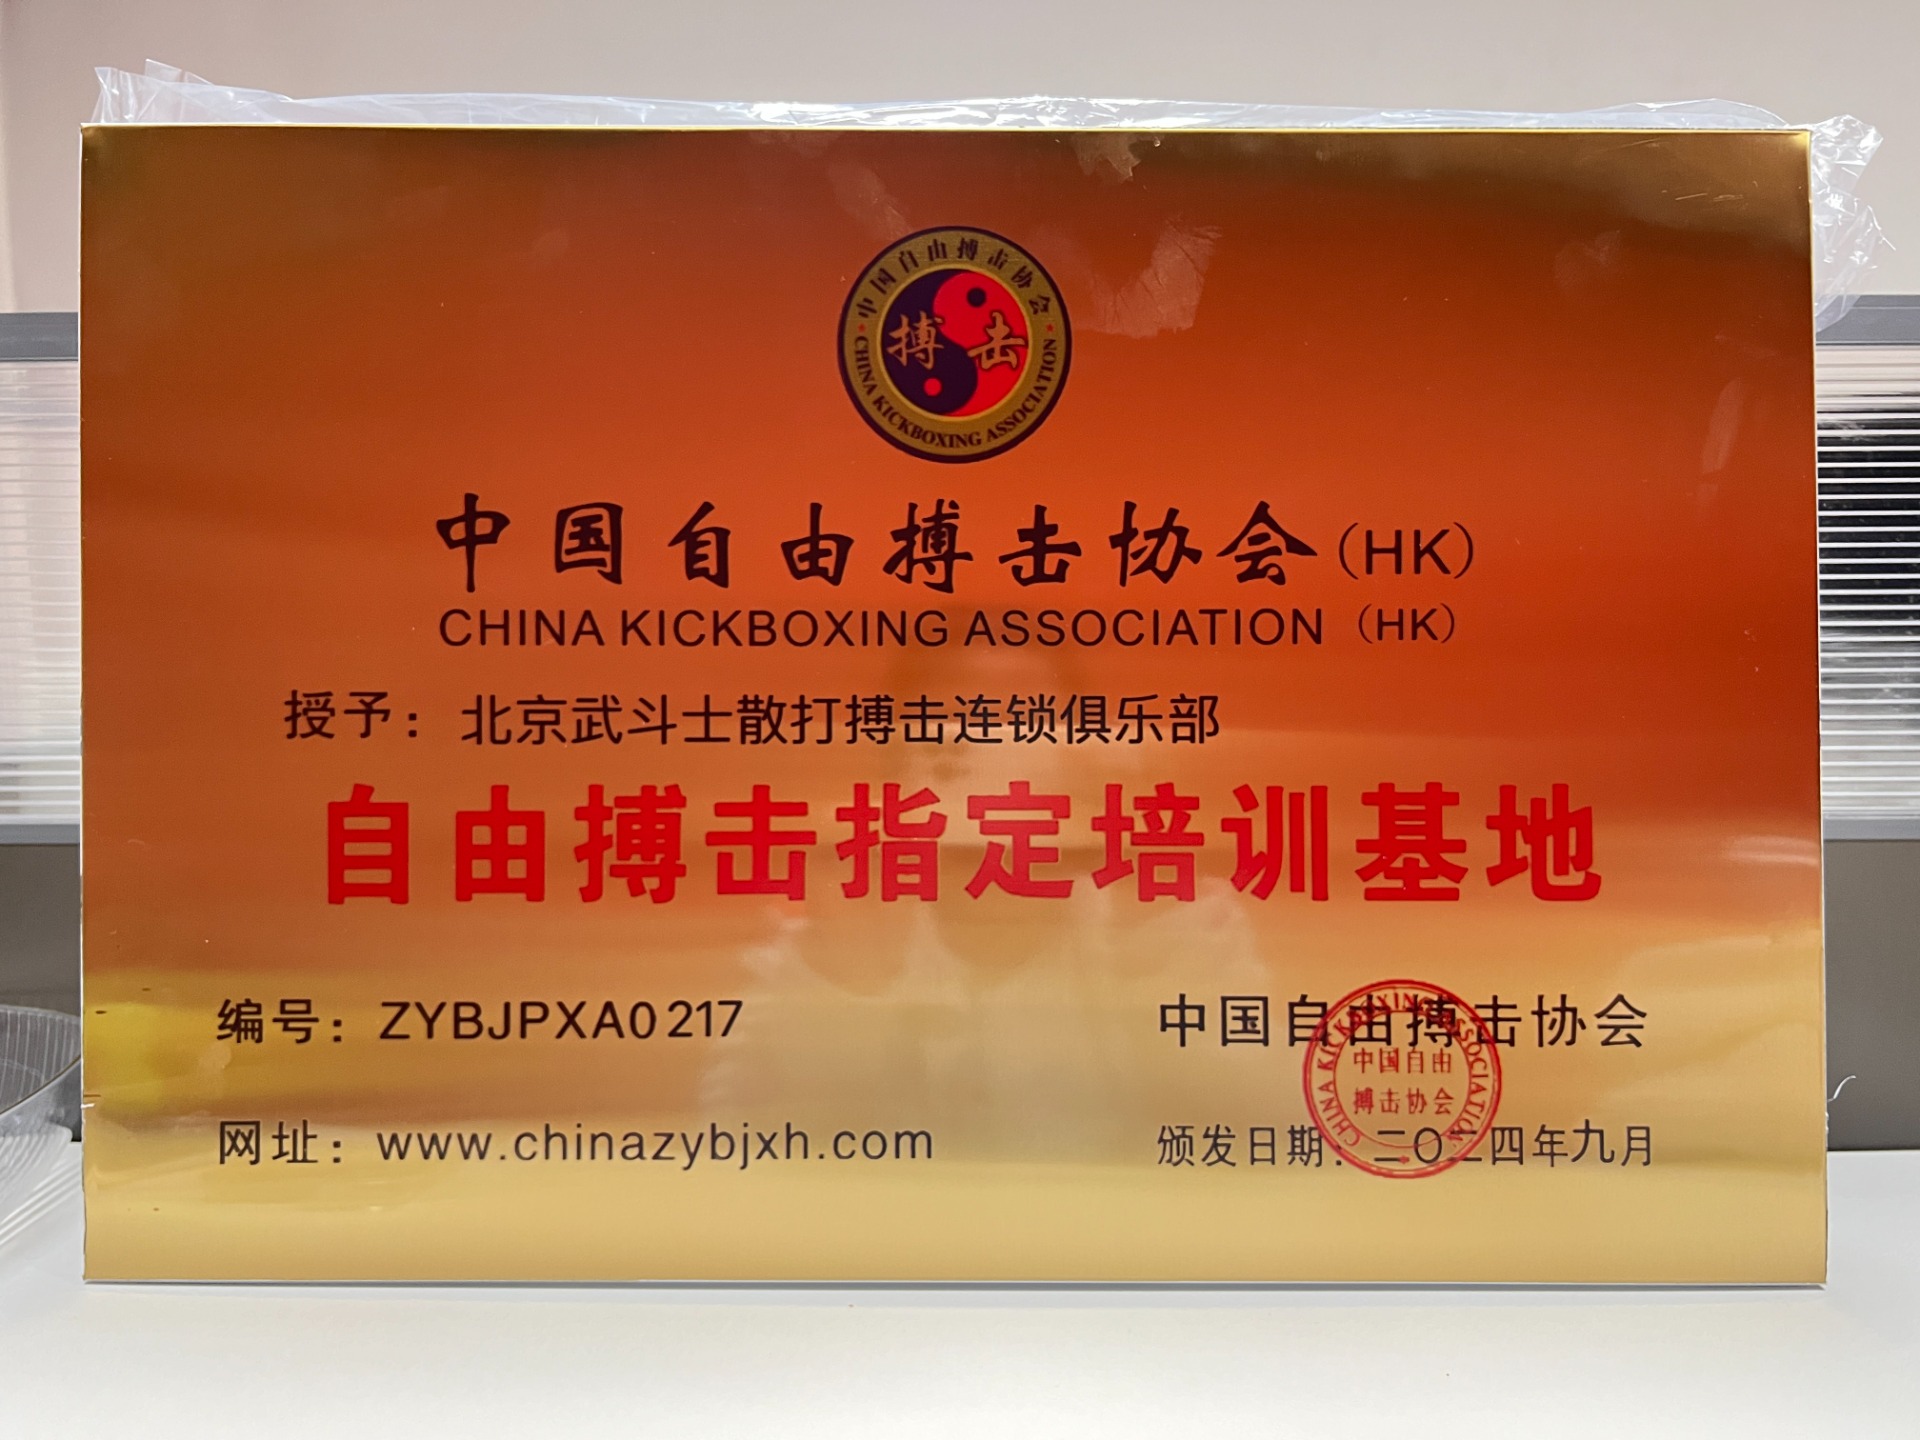 中国自由搏击协会
CHINA KICKBOXING ASSOCIATION
搏击
中国自由搏击协会(HK)
CHINA KICKBOXING ASSOCIATION (HK)
授予：北京武斗士散打搏击连锁俱乐部
自由搏击指定培训基地
编号：ZYBJPXA0217
中国自由搏击协会
CHINA KICKBOXING ASSOCIATION
中国自由
搏击协会
网址：www.chinazybjxh.com
颁发日期：二〇二四年九月